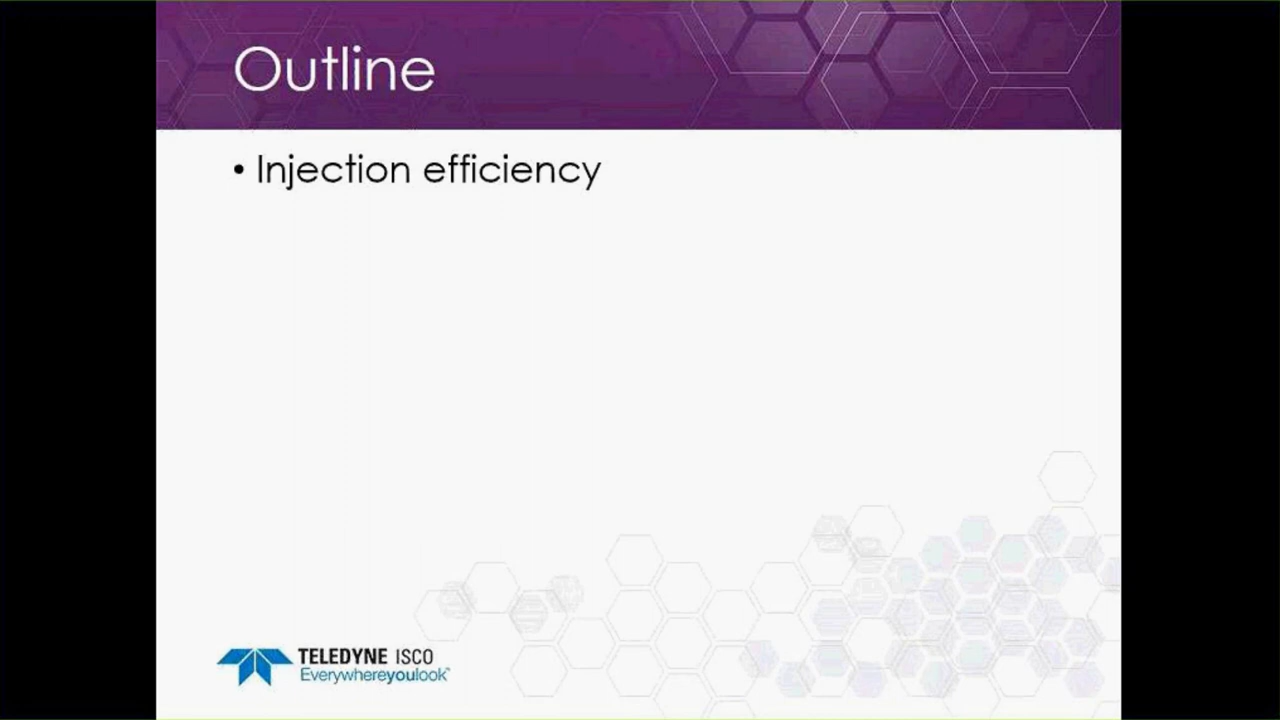 Outline
• Injection efficiency
TELEDYNE ISCO
Everywhereyoulook